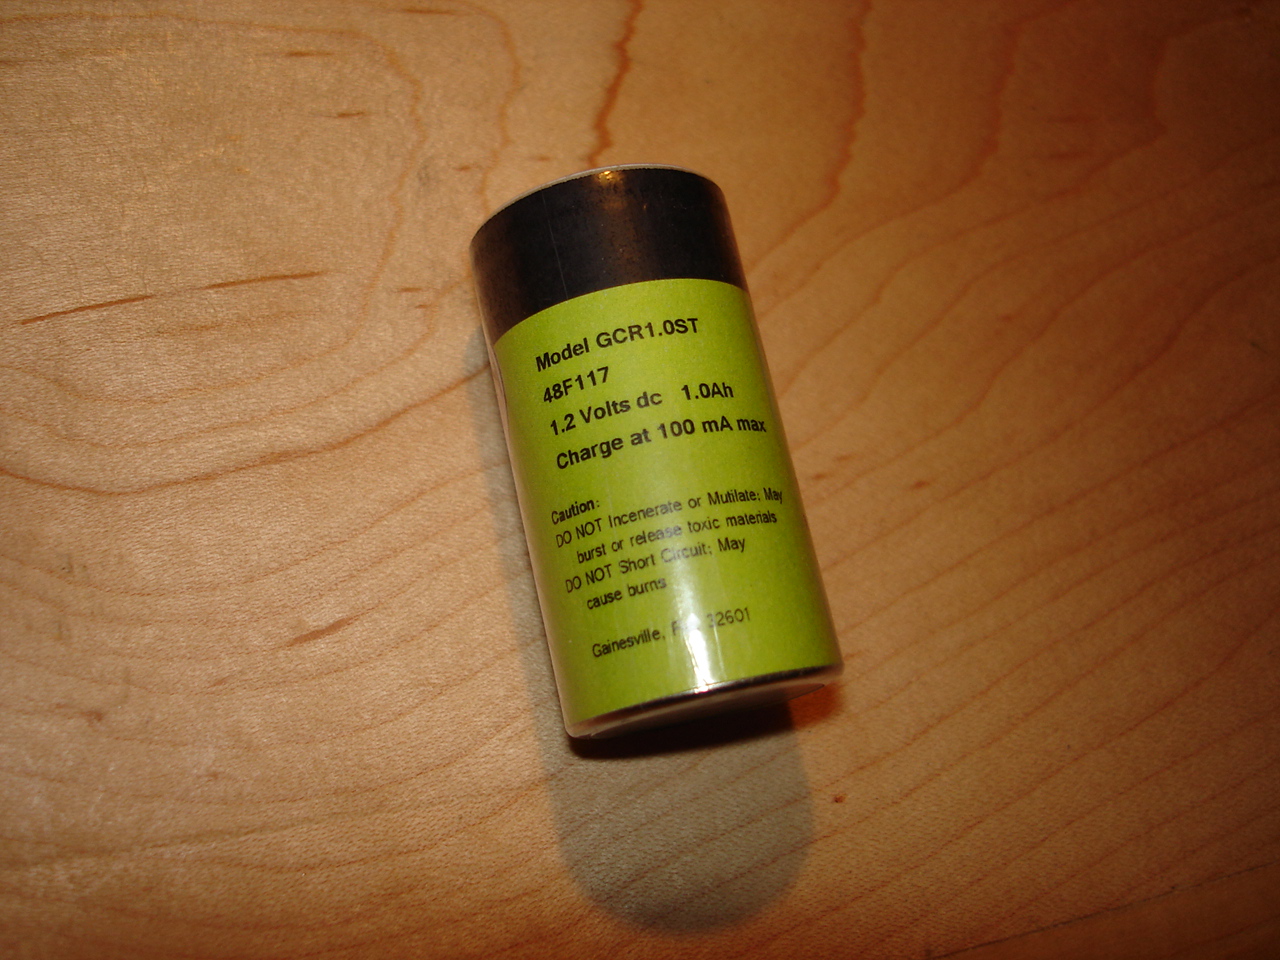 Model GCR1.0ST
48F117
1.2 Volts dc 1.0Ah
Charge at 100 mA max
Caution:
DO NOT Incenerate or Mutilate; May
burst or release toxic materials
DO NOT Short Circuit; May
cause burns
Gainesville, 32601